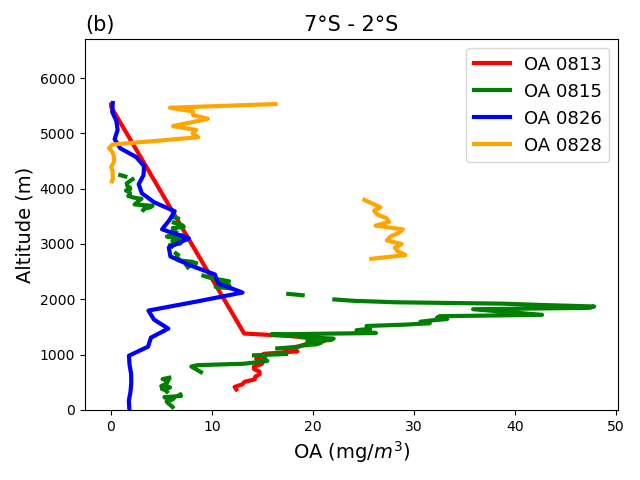 (b) 7°S - 2°S
OA 0813
OA 0815
OA 0826
OA 0828
Altitude (m)
6000
5000
4000
3000
2000
1000
0
0 10 20 30 40 50
OA (mg/m³)